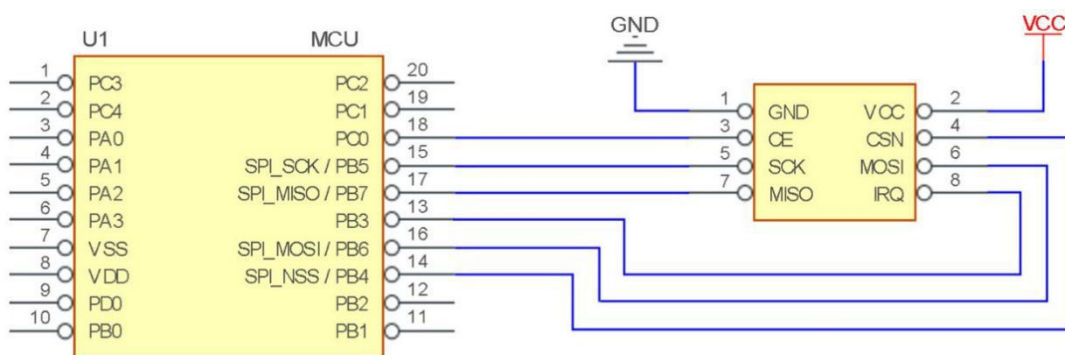 GND
VCC
U1 MCU
1 PC3 PC2 20
2 PC4 PC1 19
3 PA0 PC0 18
4 PA1 SPI_SCK / PB5 15
5 PA2 SPI_MISO / PB7 17
6 PA3 PB3 13
7 VSS SPI_MOSI / PB6 16
8 VDD SPI_NSS / PB4 14
9 PD0 PB2 12
10 PB0 PB1 11
1 GND VCC 2
3 CE CSN 4
5 SCK MOSI 6
7 MISO IRQ 8